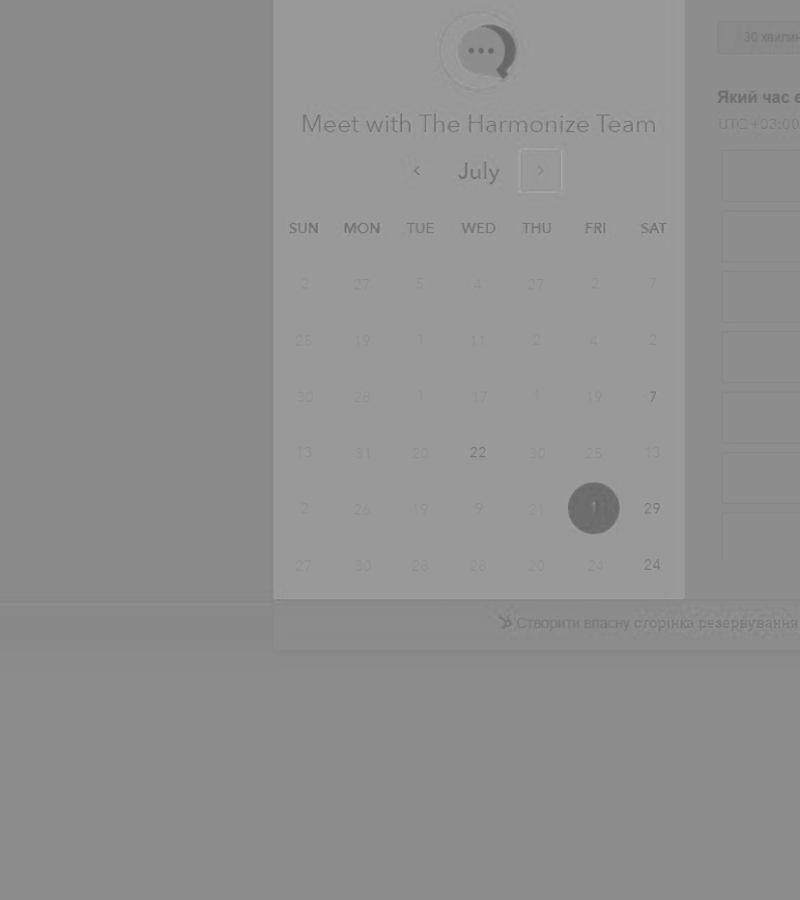 Meet with The Harmonize Team
July
SUN MON TUE WED THU FRI SAT
2 27 5 4 27 2 7
25 19 1 11 2 4 2
30 28 1 17 1 19 7
13 31 20 22 30 25 13
2 26 19 9 21 1 29
27 30 28 28 20 24 24
30 хвилин
Який час є
UTC +03:00
Створити власну сторінка резервування